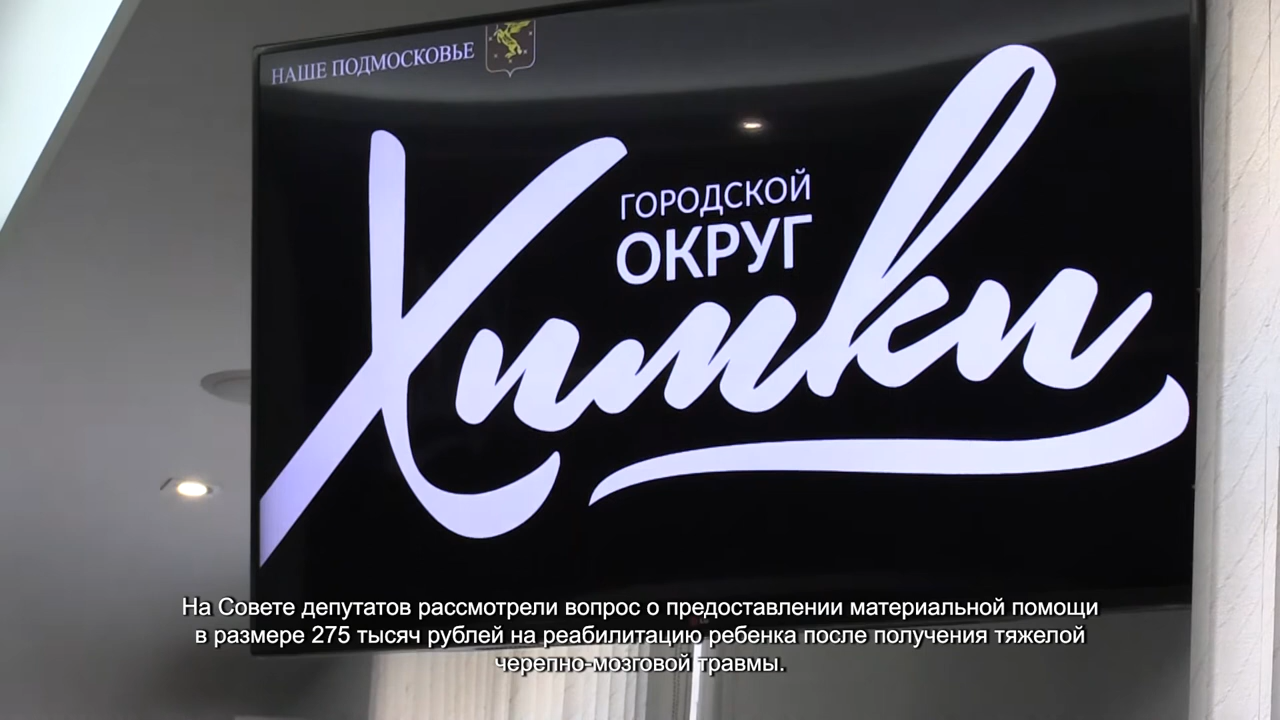 НАШЕ ПОДМОСКОВЬЕ
ГОРОДСКОЙ
ОКРУГ
Химки
На Совете депутатов рассмотрели вопрос о предоставлении материальной помощи
в размере 275 тысяч рублей на реабилитацию ребенка после получения тяжелой
черепно-мозговой травмы.